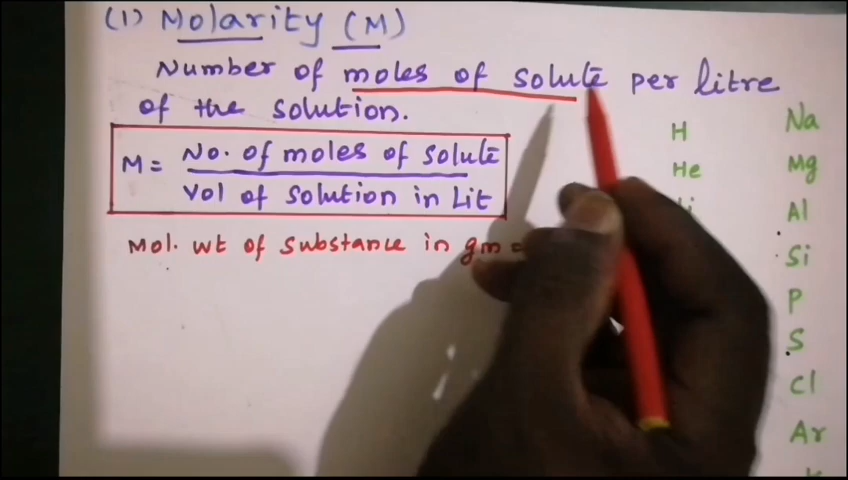 (1) Molarity (M)
Number of moles of solute per litre
of the solution.
M = No. of moles of solute
Vol of solution in Lit
Mol. wt of substance in gm =
H
He
Na
Mg
Al
Si
P
S
Cl
Ar